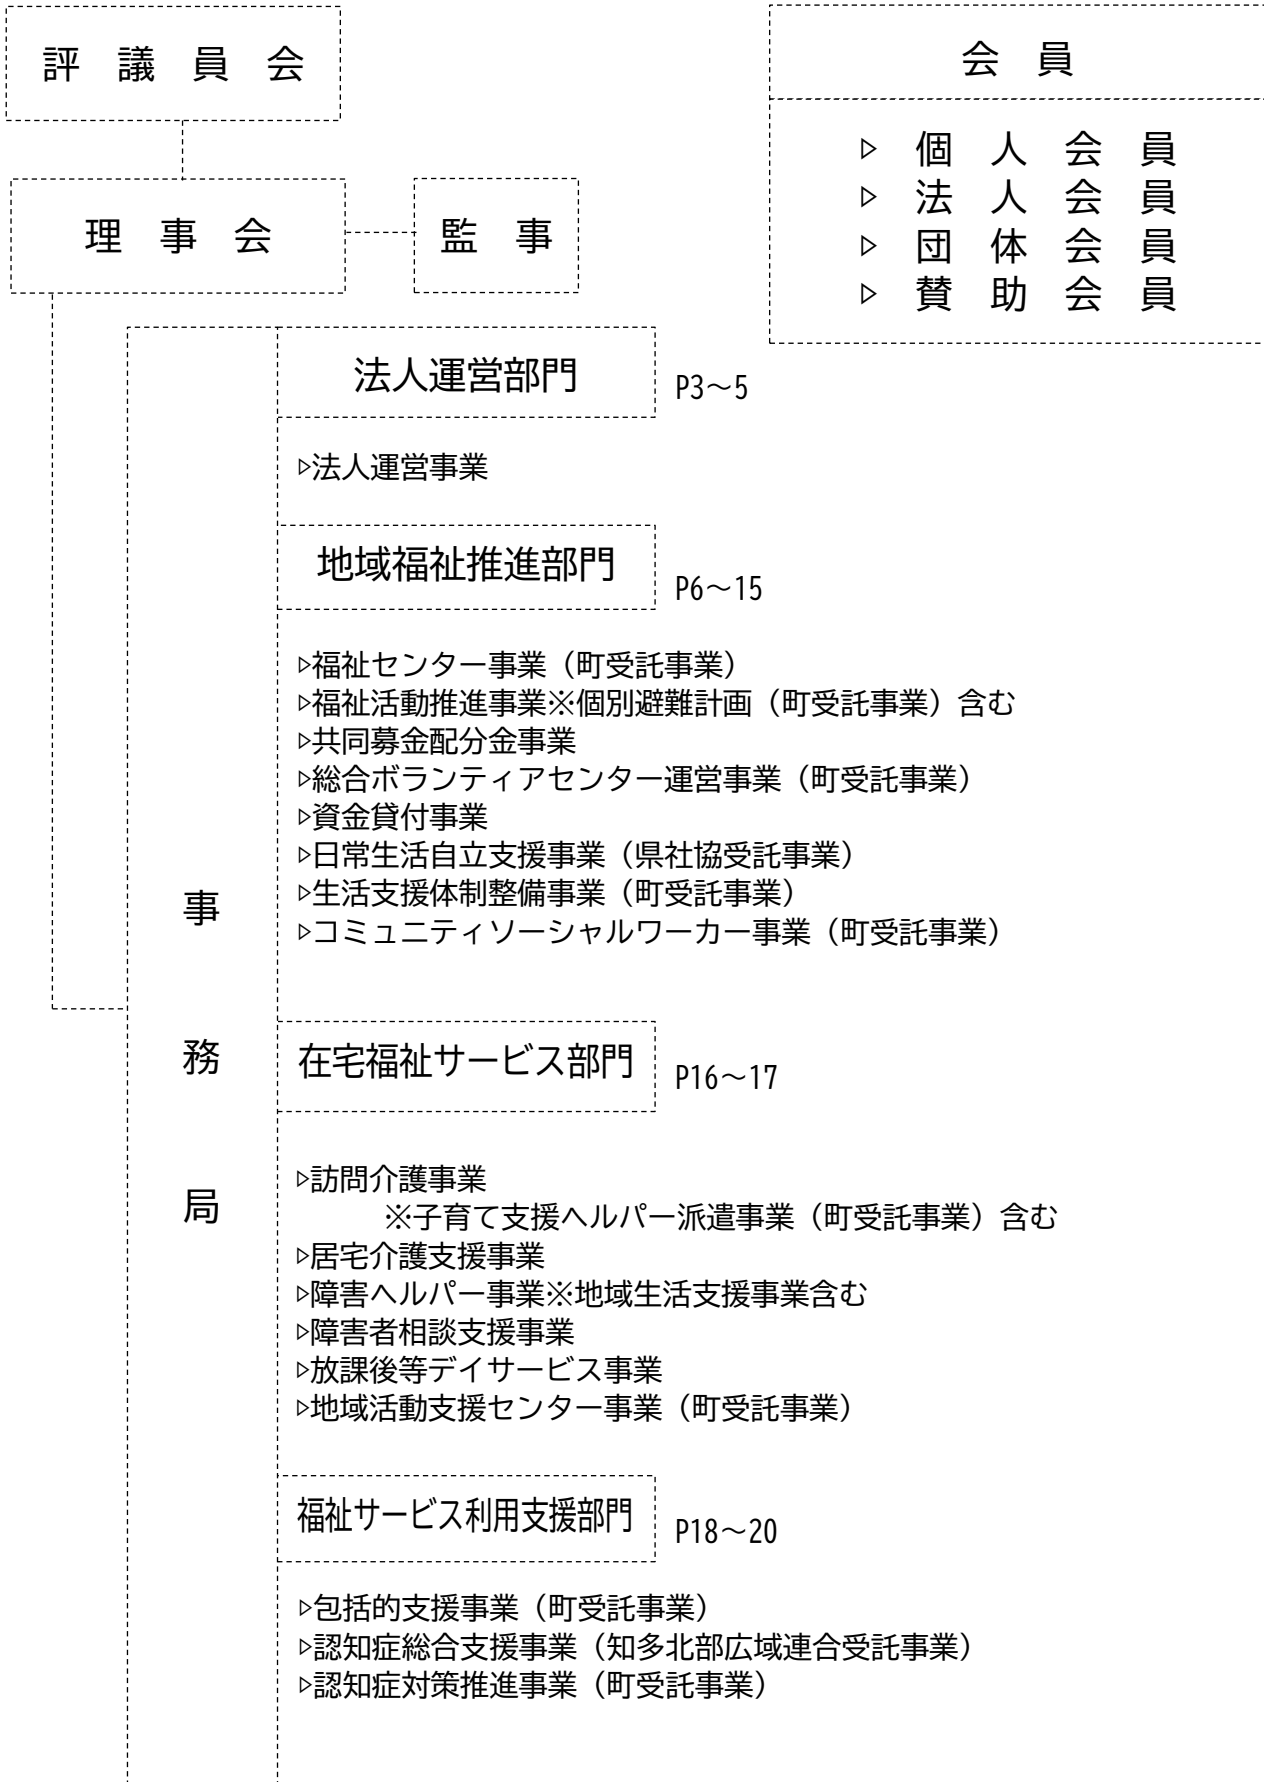 評　議　員　会
会　員
▷　個　人　会　員
▷　法　人　会　員
▷　団　体　会　員
▷　賛　助　会　員
理　事　会
監　事
事　務　局
法人運営部門
P3～5
▷法人運営事業
地域福祉推進部門
P6～15
▷福祉センター事業（町受託事業）
▷福祉活動推進事業※個別避難計画（町受託事業）含む
▷共同募金配分金事業
▷総合ボランティアセンター運営事業（町受託事業）
▷資金貸付事業
▷日常生活自立支援事業（県社協受託事業）
▷生活支援体制整備事業（町受託事業）
▷コミュニティソーシャルワーカー事業（町受託事業）
在宅福祉サービス部門
P16～17
▷訪問介護事業
※子育て支援ヘルパー派遣事業（町受託事業）含む
▷居宅介護支援事業
▷障害ヘルパー事業※地域生活支援事業含む
▷障害者相談支援事業
▷放課後等デイサービス事業
▷地域活動支援センター事業（町受託事業）
福祉サービス利用支援部門
P18～20
▷包括的支援事業（町受託事業）
▷認知症総合支援事業（知多北部広域連合受託事業）
▷認知症対策推進事業（町受託事業）